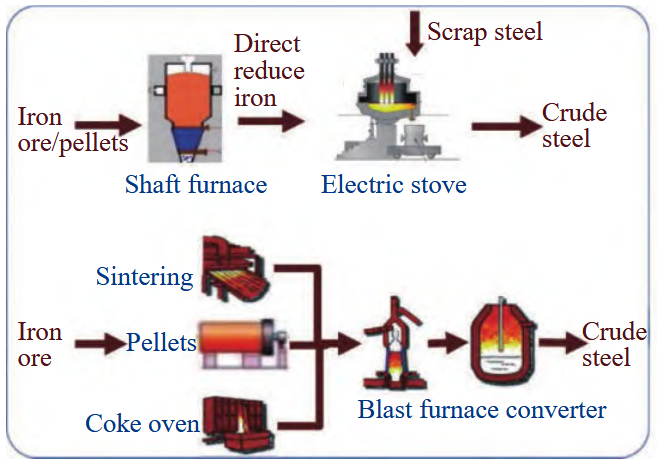 Scrap steel
Direct
reduce
iron
Iron
ore/pellets
Crude
steel
Shaft furnace
Electric stove
Sintering
Iron
ore
Pellets
Crude
steel
Coke oven
Blast furnace converter